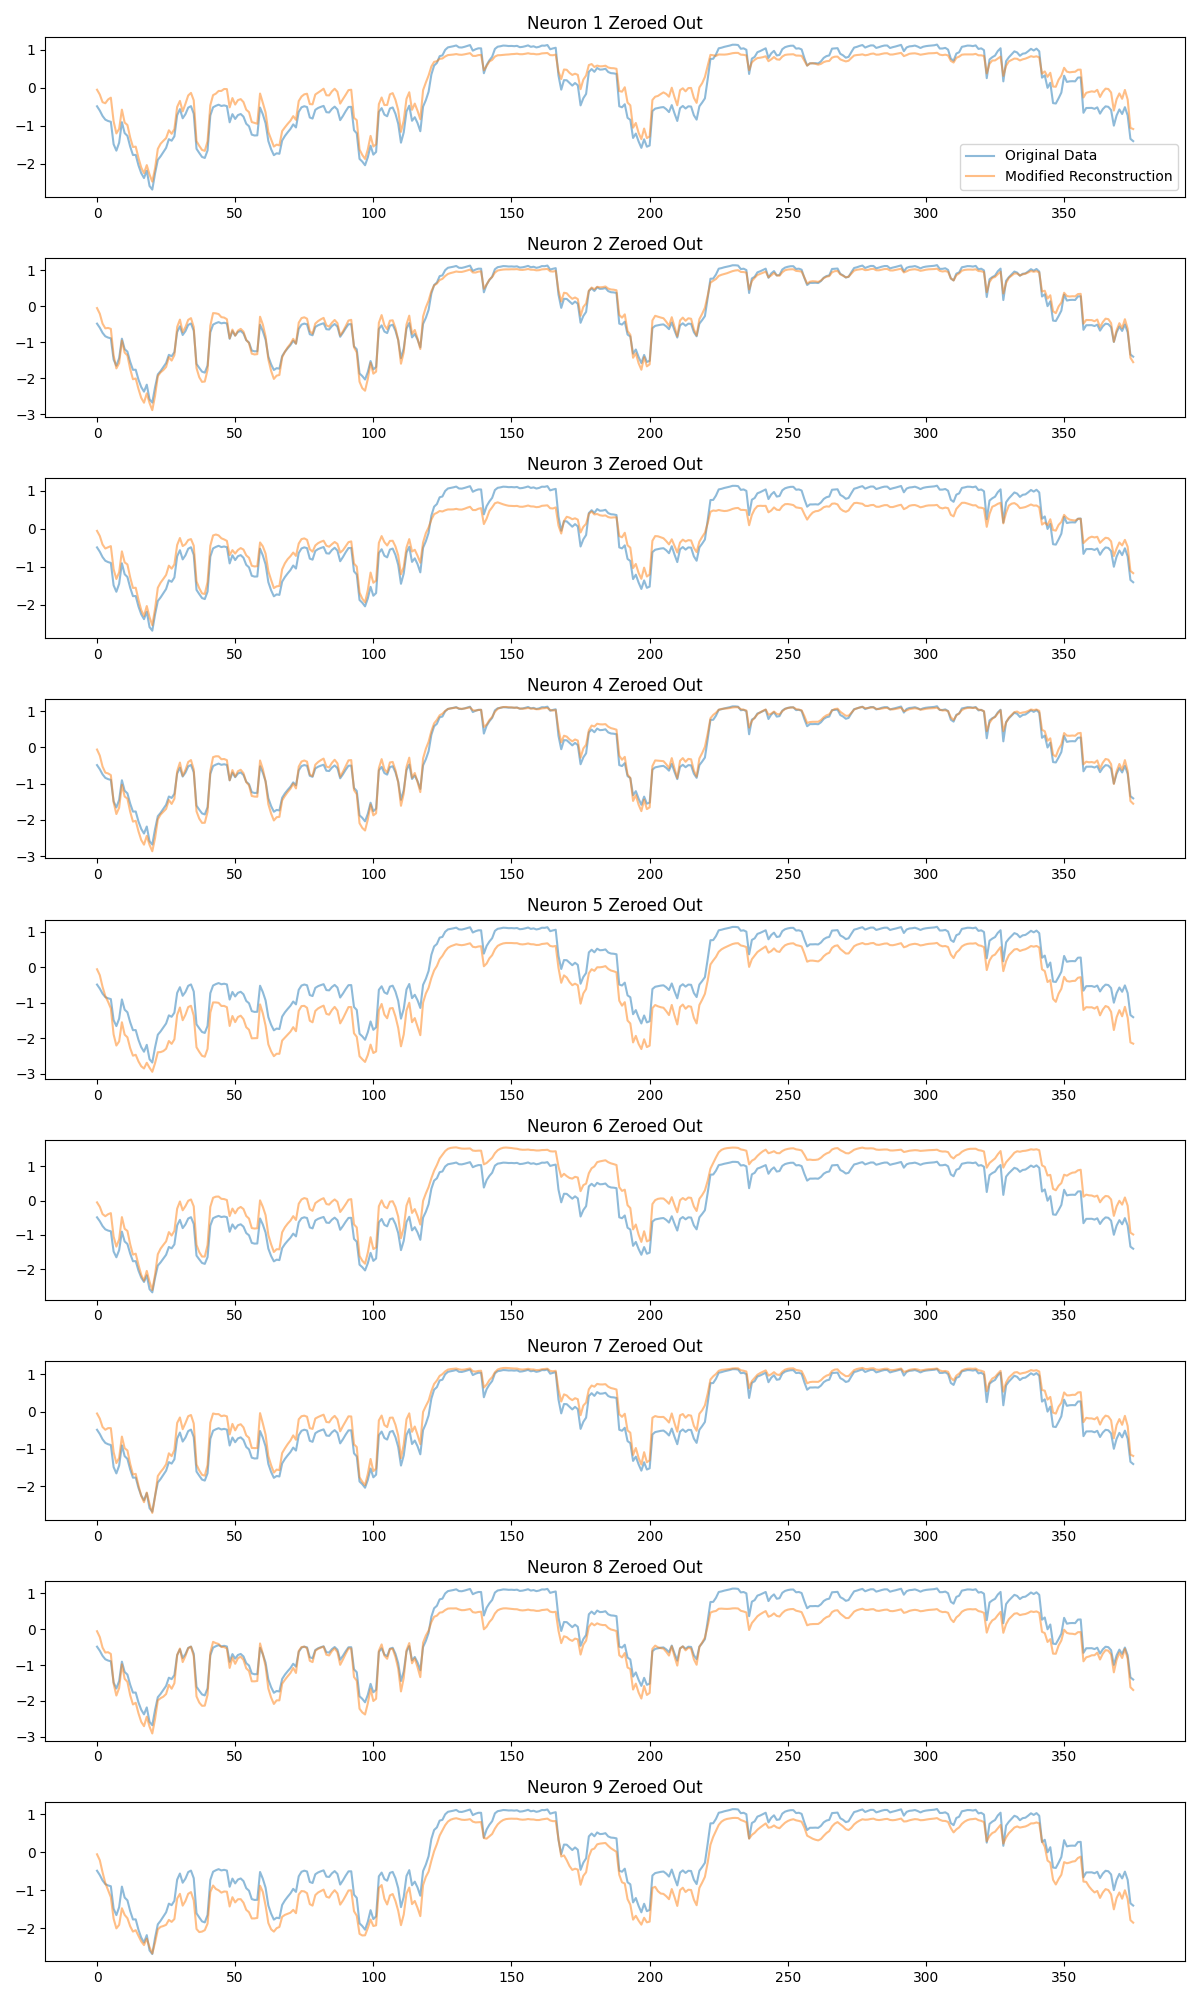 Neuron 1 Zeroed Out
1
0
−1
−2
Original Data
Modified Reconstruction
0 50 100 150 200 250 300 350
Neuron 2 Zeroed Out
1
0
−1
−2
−3
0 50 100 150 200 250 300 350
Neuron 3 Zeroed Out
1
0
−1
−2
0 50 100 150 200 250 300 350
Neuron 4 Zeroed Out
1
0
−1
−2
−3
0 50 100 150 200 250 300 350
Neuron 5 Zeroed Out
1
0
−1
−2
−3
0 50 100 150 200 250 300 350
Neuron 6 Zeroed Out
1
0
−1
−2
0 50 100 150 200 250 300 350
Neuron 7 Zeroed Out
1
0
−1
−2
0 50 100 150 200 250 300 350
Neuron 8 Zeroed Out
1
0
−1
−2
−3
0 50 100 150 200 250 300 350
Neuron 9 Zeroed Out
1
0
−1
−2
0 50 100 150 200 250 300 350